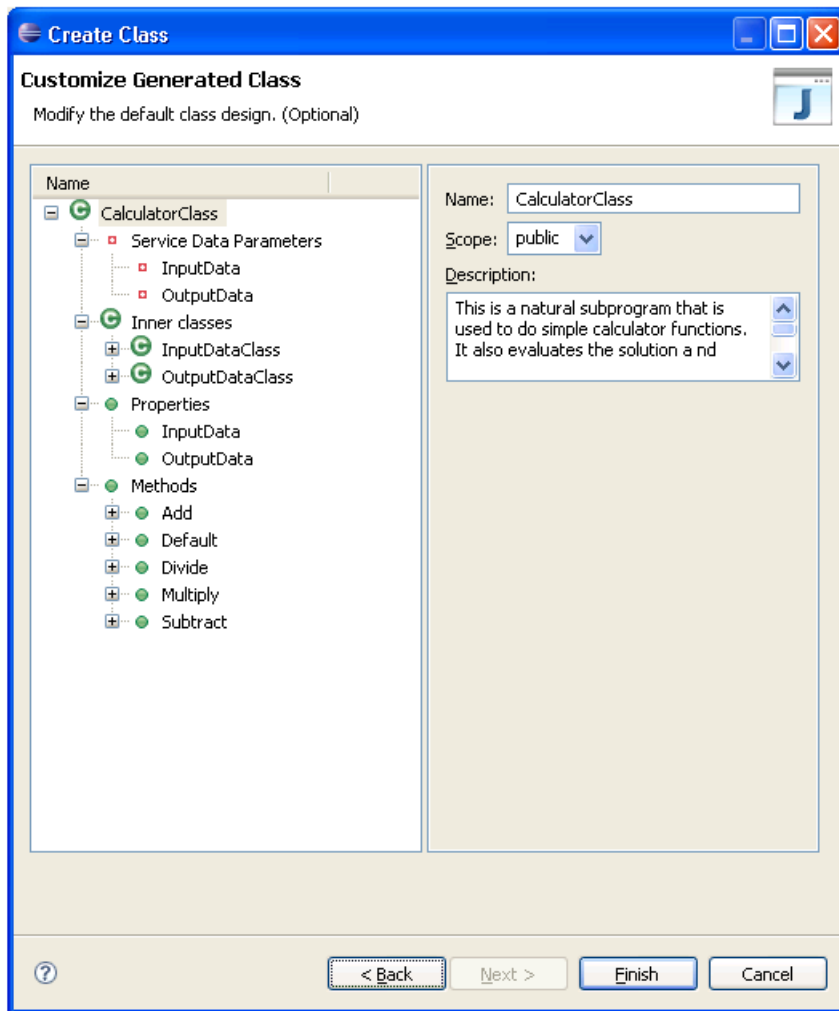 Create Class
Customize Generated Class
Modify the default class design. (Optional)
Name
CalculatorClass
Service Data Parameters
InputData
OutputData
Inner classes
InputDataClass
OutputDataClass
Properties
InputData
OutputData
Methods
Add
Default
Divide
Multiply
Subtract
Name: CalculatorClass
Scope: public
Description:
This is a natural subprogram that is
used to do simple calculator functions.
It also evaluates the solution a nd
< Back Next > Finish Cancel